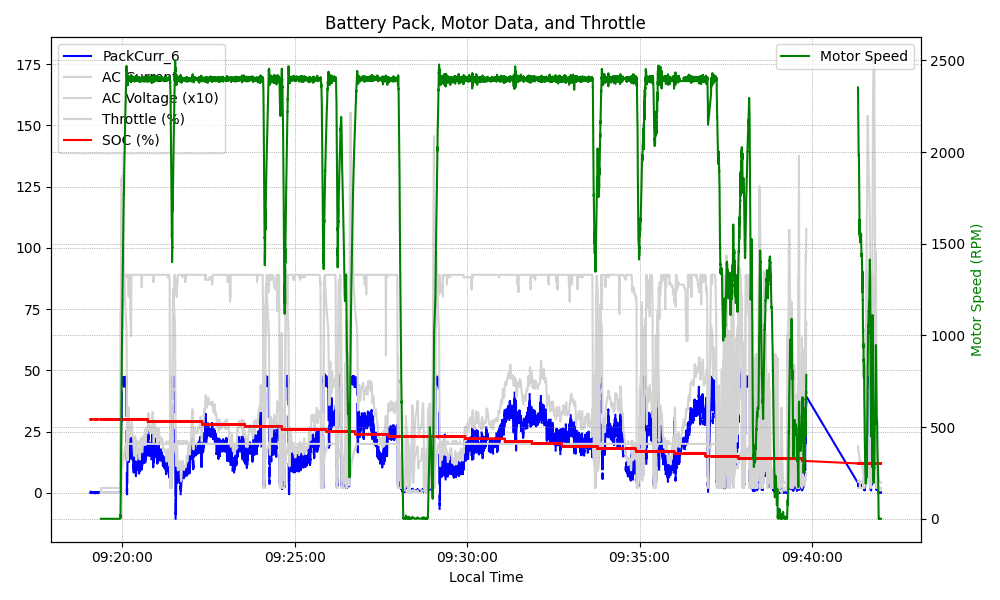 Battery Pack, Motor Data, and Throttle
PackCurr_6
AC Current
AC Voltage (x10)
Throttle (%)
SOC (%)
Motor Speed
175
150
125
100
75
50
25
0
2500
2000
1500
1000
500
0
Motor Speed (RPM)
09:20:00
09:25:00
09:30:00
09:35:00
09:40:00
Local Time